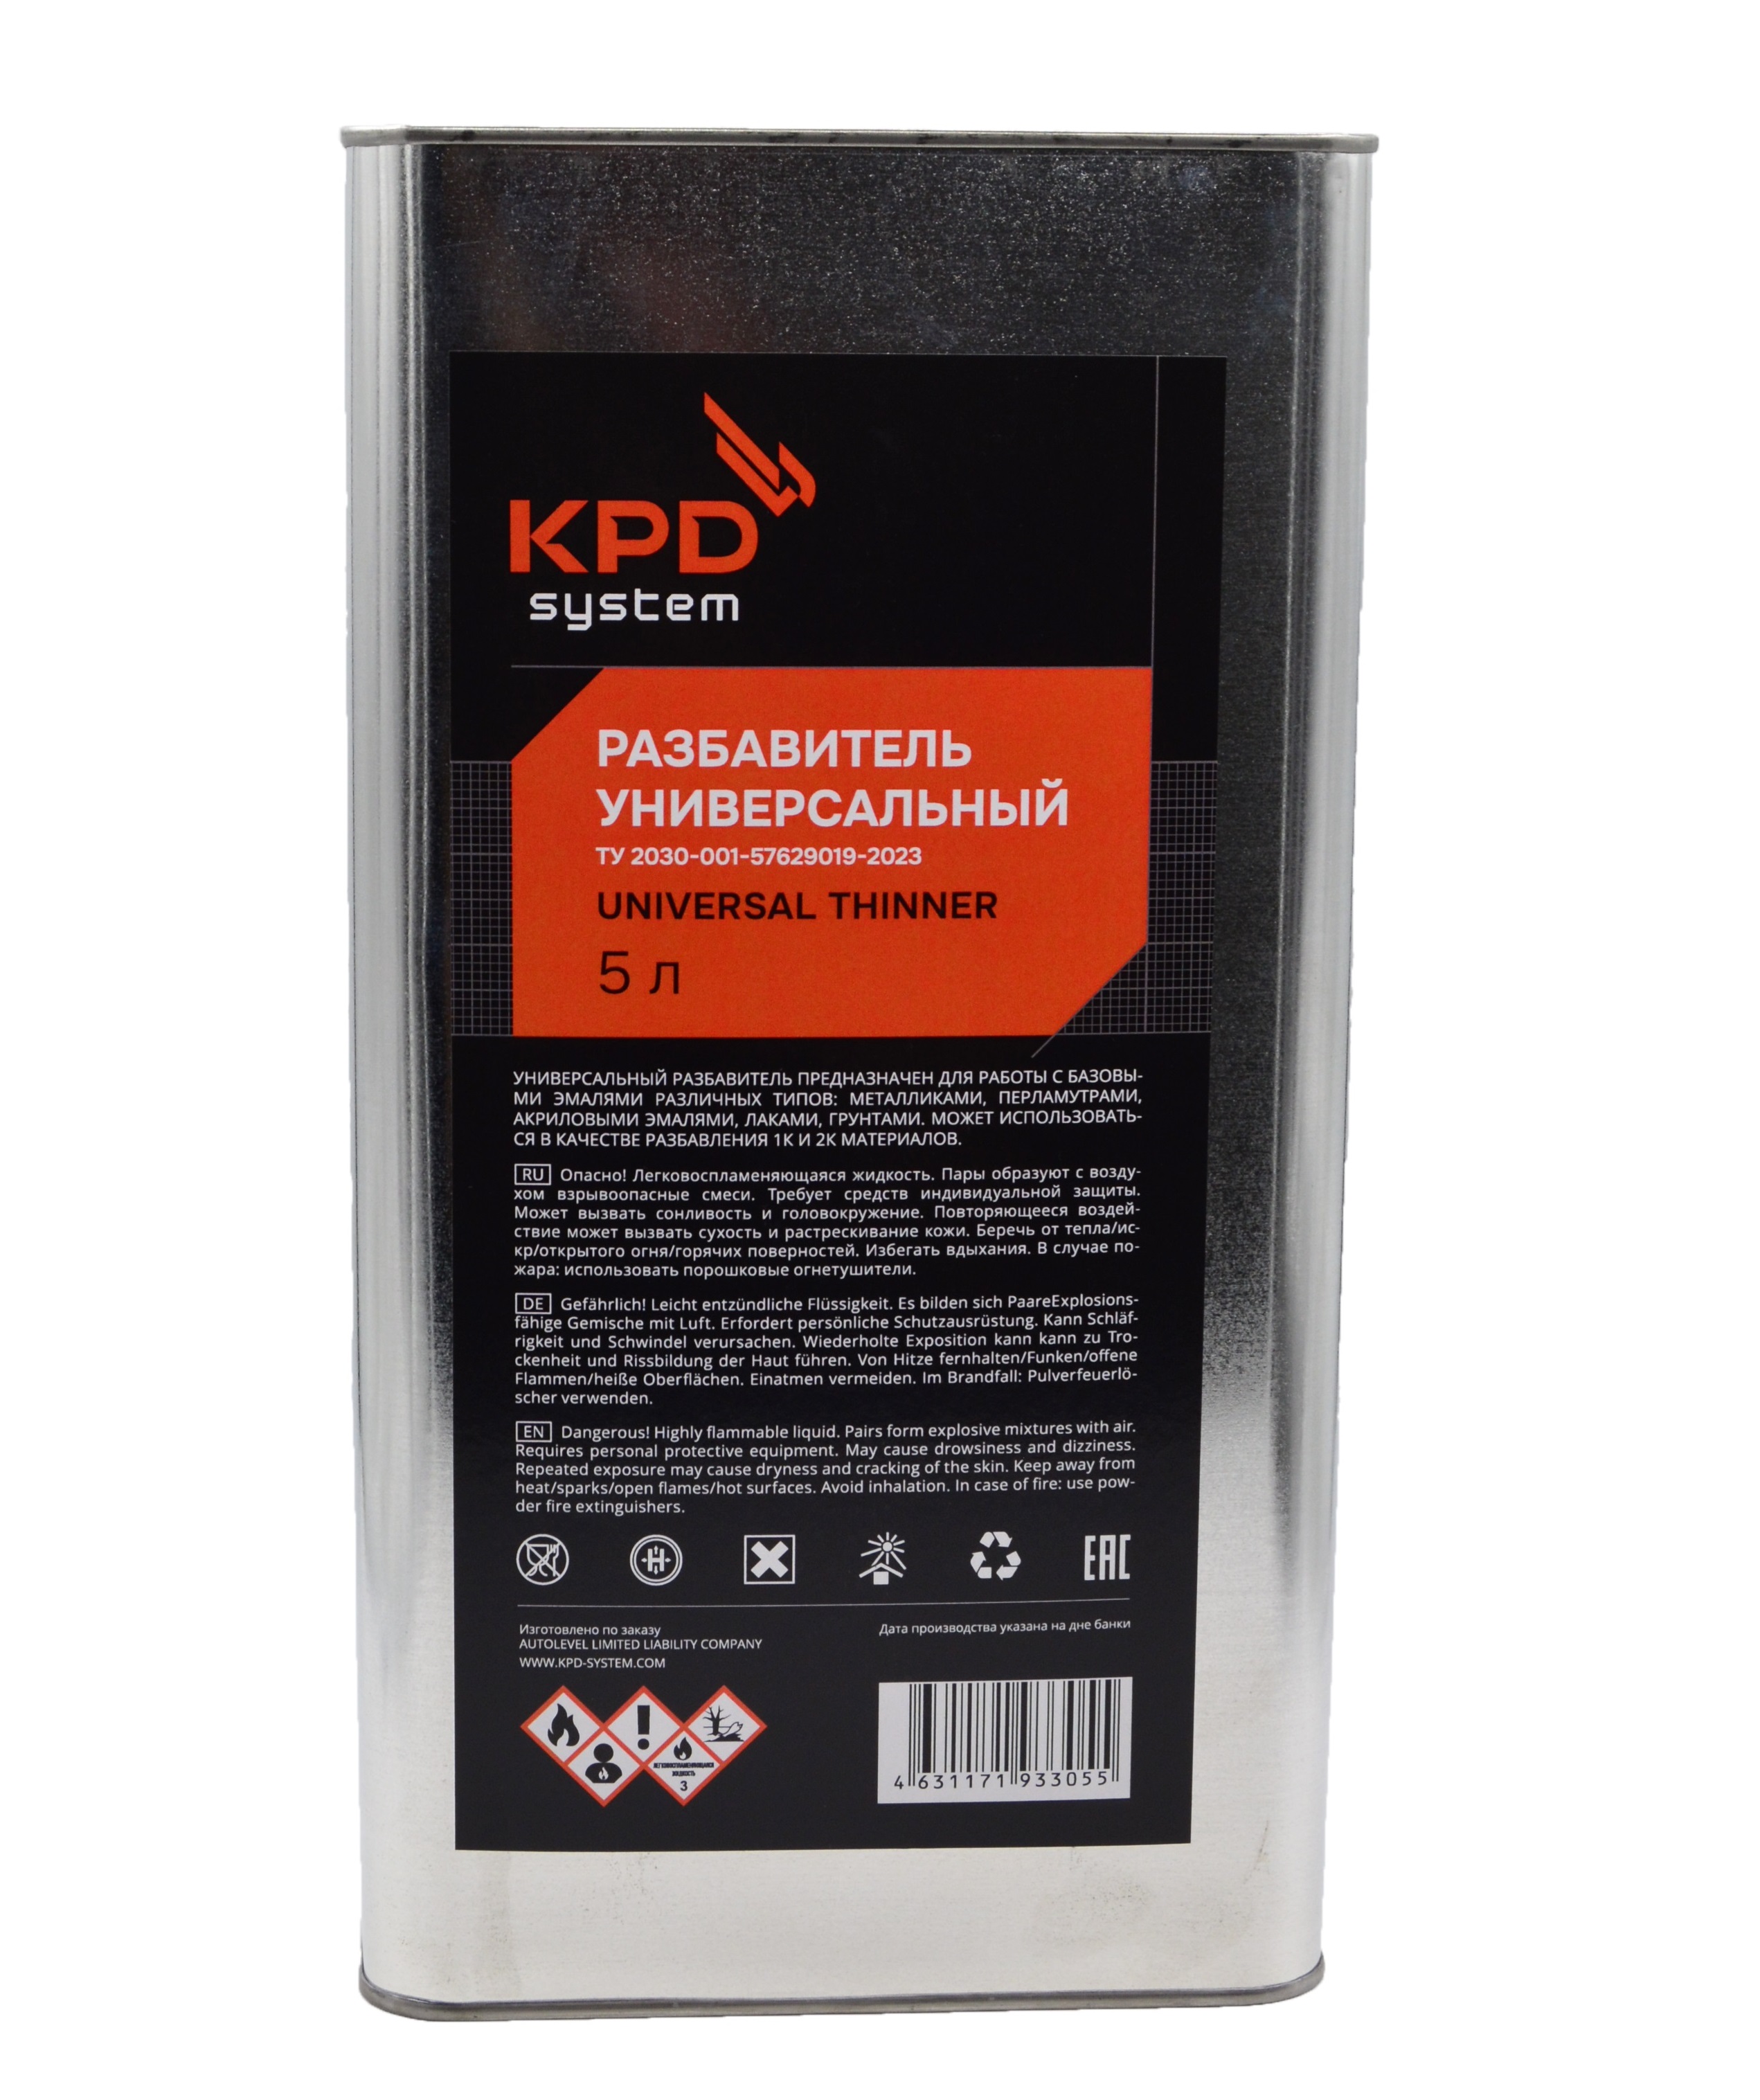 KPD
system
РАЗБАВИТЕЛЬ
УНИВЕРСАЛЬНЫЙ
ТУ 2030-001-57629019-2023
UNIVERSAL THINNER
5 л
УНИВЕРСАЛЬНЫЙ РАЗБАВИТЕЛЬ ПРЕДНАЗНАЧЕН ДЛЯ РАБОТЫ С БАЗОВЫ-
МИ ЭМАЛЯМИ РАЗЛИЧНЫХ ТИПОВ: МЕТАЛЛИКАМИ, ПЕРЛАМУТРАМИ,
АКРИЛОВЫМИ ЭМАЛЯМИ, ЛАКАМИ, ГРУНТАМИ. МОЖЕТ ИСПОЛЬЗОВАТЬ-
СЯ В КАЧЕСТВЕ РАЗБАВЛЕНИЯ 1К И 2К МАТЕРИАЛОВ.
RU Опасно! Легковоспламеняющаяся жидкость. Пары образуют с возду-
хом взрывоопасные смеси. Требует средств индивидуальной защиты.
Может вызвать сонливость и головокружение. Повторяющееся воздей-
ствие может вызвать сухость и растрескивание кожи. Беречь от тепла/ис-
кр/открытого огня/горячих поверхностей. Избегать вдыхания. В случае по-
жара: использовать порошковые огнетушители.
DE Gefährlich! Leicht entzündliche Flüssigkeit. Es bilden sich PaareExplosions-
fähige Gemische mit Luft. Erfordert persönliche Schutzausrüstung. Kann Schläf-
rigkeit und Schwindel verursachen. Wiederholte Exposition kann kann zu Tro-
ckenheit und Rissbildung der Haut führen. Von Hitze fernhalten/Funken/offene
Flammen/heiße Oberflächen. Einatmen vermeiden. Im Brandfall: Pulverfeuerlö-
scher verwenden.
EN Dangerous! Highly flammable liquid. Pairs form explosive mixtures with air.
Requires personal protective equipment. May cause drowsiness and dizziness.
Repeated exposure may cause dryness and cracking of the skin. Keep away from
heat/sparks/open flames/hot surfaces. Avoid inhalation. In case of fire: use pow-
der fire extinguishers.
EAC
Изготовлено по заказу
AUTOLEVEL LIMITED LIABILITY COMPANY
WWW.KPD-SYSTEM.COM
Дата производства указана на дне банки
ЛЕГКОВОСПЛАМЕНЯЮЩАЯСЯ
ЖИДКОСТЬ
3
4 631171 933055